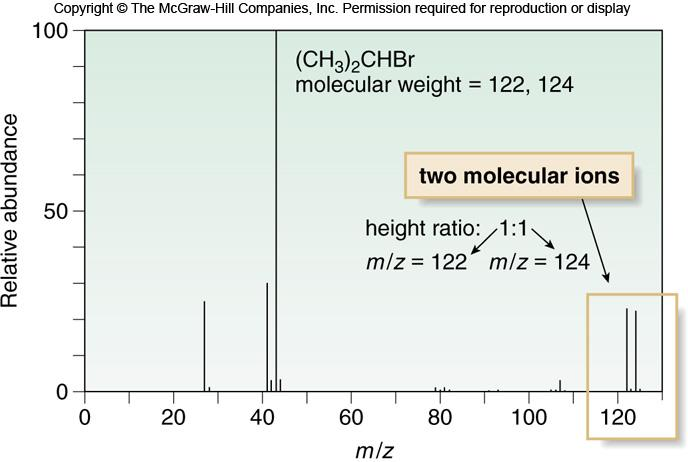 Copyright © The McGraw-Hill Companies, Inc. Permission required for reproduction or display
100
(CH₃)₂CHBr
molecular weight = 122, 124
two molecular ions
50
height ratio: 1:1
m/z = 122 m/z = 124
Relative abundance
0
0 20 40 60 80 100 120
m/z